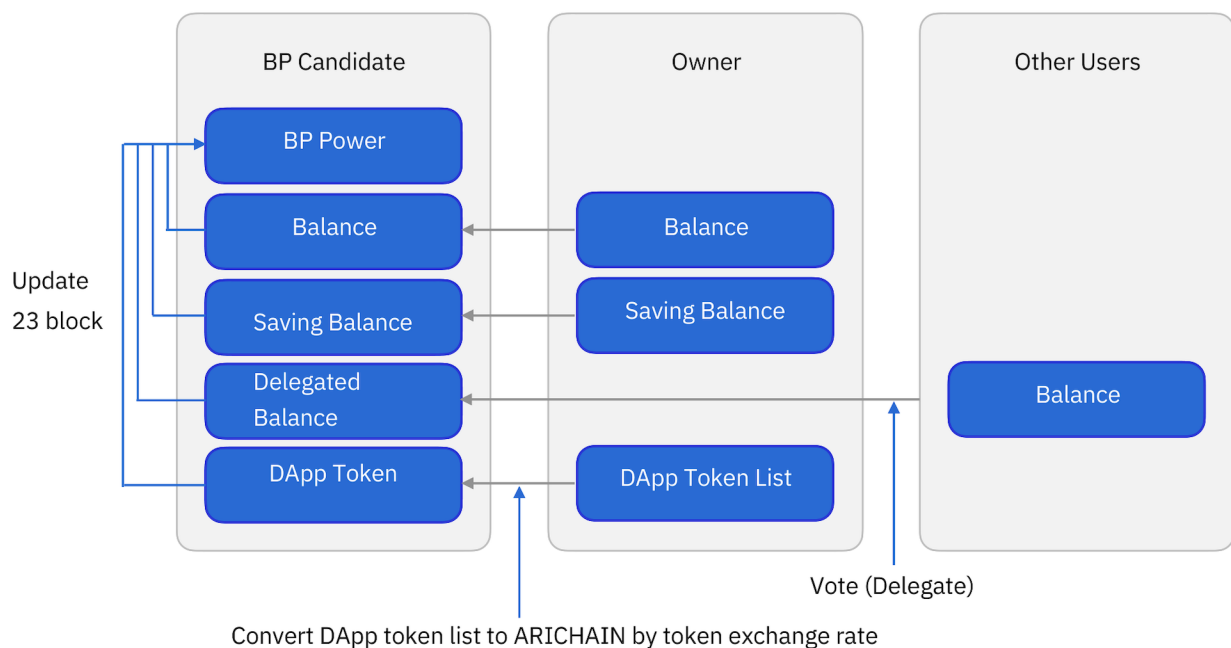 BP Candidate
Owner
Other Users
BP Power
Balance
Balance
Update
23 block
Saving Balance
Saving Balance
Delegated
Balance
Balance
DApp Token
DApp Token List
Vote (Delegate)
Convert DApp token list to ARICHAIN by token exchange rate